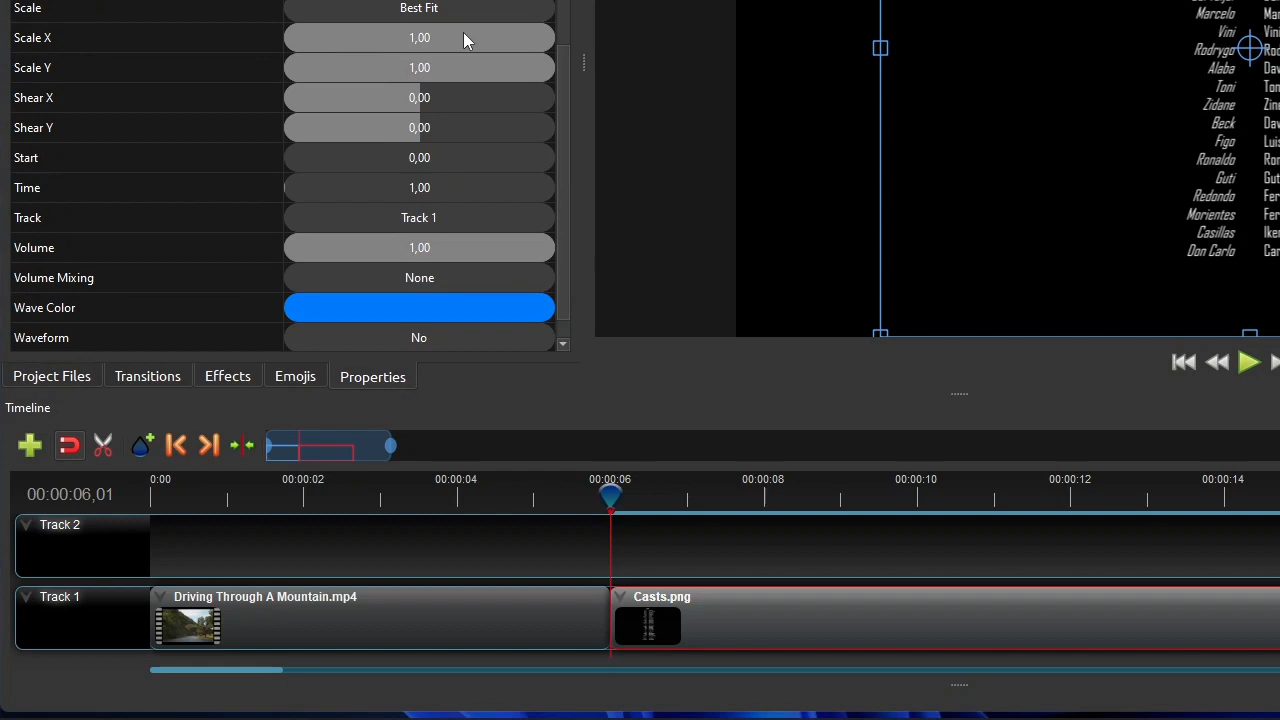 Scale Best Fit
Scale X 1,00
Scale Y 1,00
Shear X 0,00
Shear Y 0,00
Start 0,00
Time 1,00
Track Track 1
Volume 1,00
Volume Mixing None
Wave Color
Waveform No
Marcelo
Vini
Rodrygo
Alaba
Toni
Zidane
Beck
Figo
Ronaldo
Guti
Redondo
Morientes
Casillas
Don Carlo
Project Files Transitions Effects Emojis Properties
Timeline
00:00:06,01
0:00 00:00:02 00:00:04 00:00:06 00:00:08 00:00:10 00:00:12 00:00:14
Track 2
Track 1 Driving Through A Mountain.mp4 Casts.png